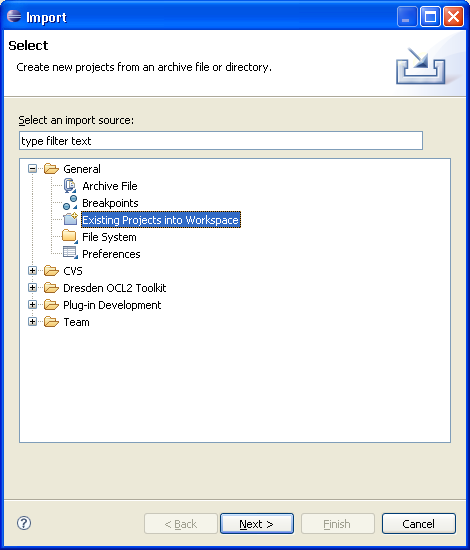 Import
Select
Create new projects from an archive file or directory.
Select an import source:
type filter text
General
Archive File
Breakpoints
Existing Projects into Workspace
File System
Preferences
CVS
Dresden OCL2 Toolkit
Plug-in Development
Team
?
< Back
Next >
Finish
Cancel